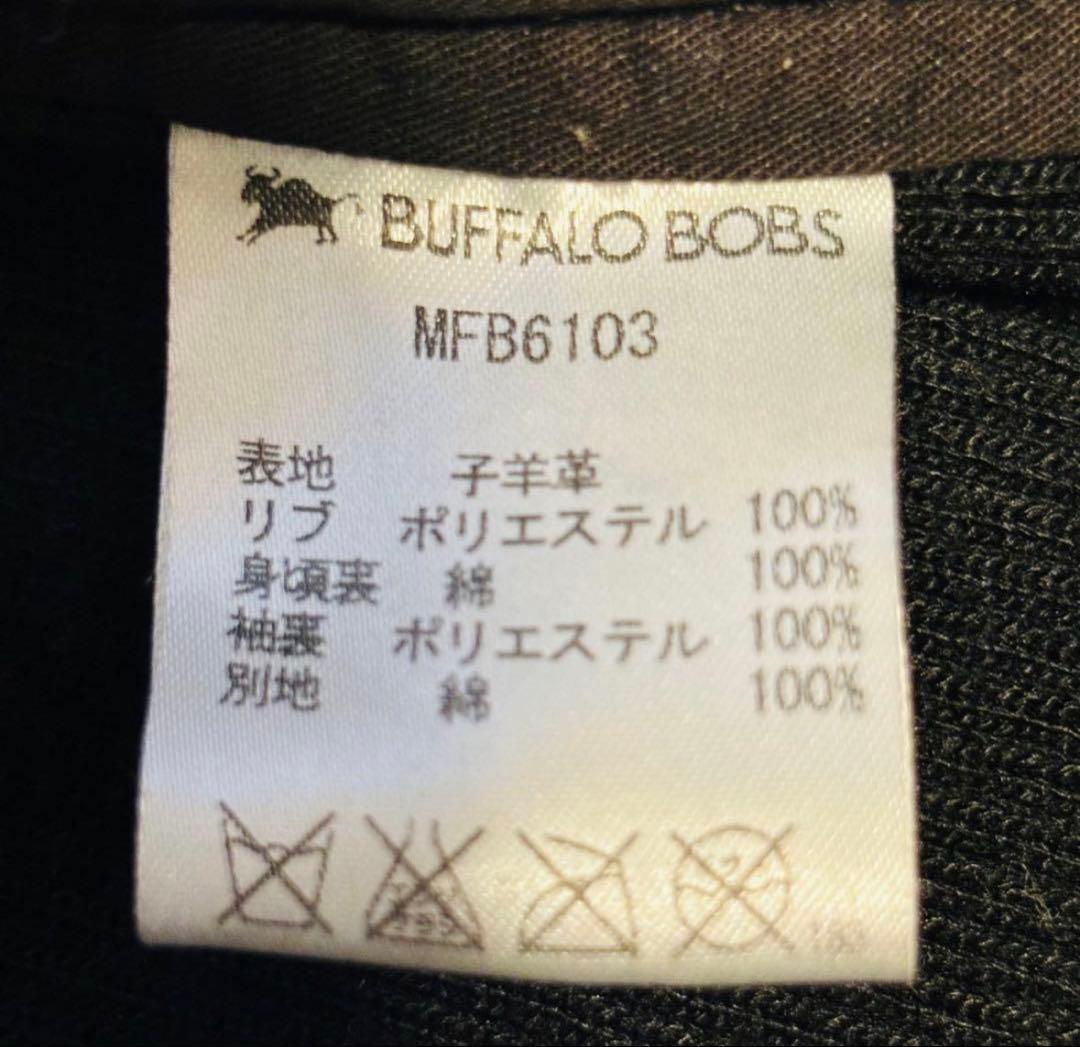 BUFFALO BOBS
MFB6103
表地 子羊革
リブ ポリエステル 100%
身頃裏 綿 100%
袖裏 ポリエステル 100%
別地 綿 100%